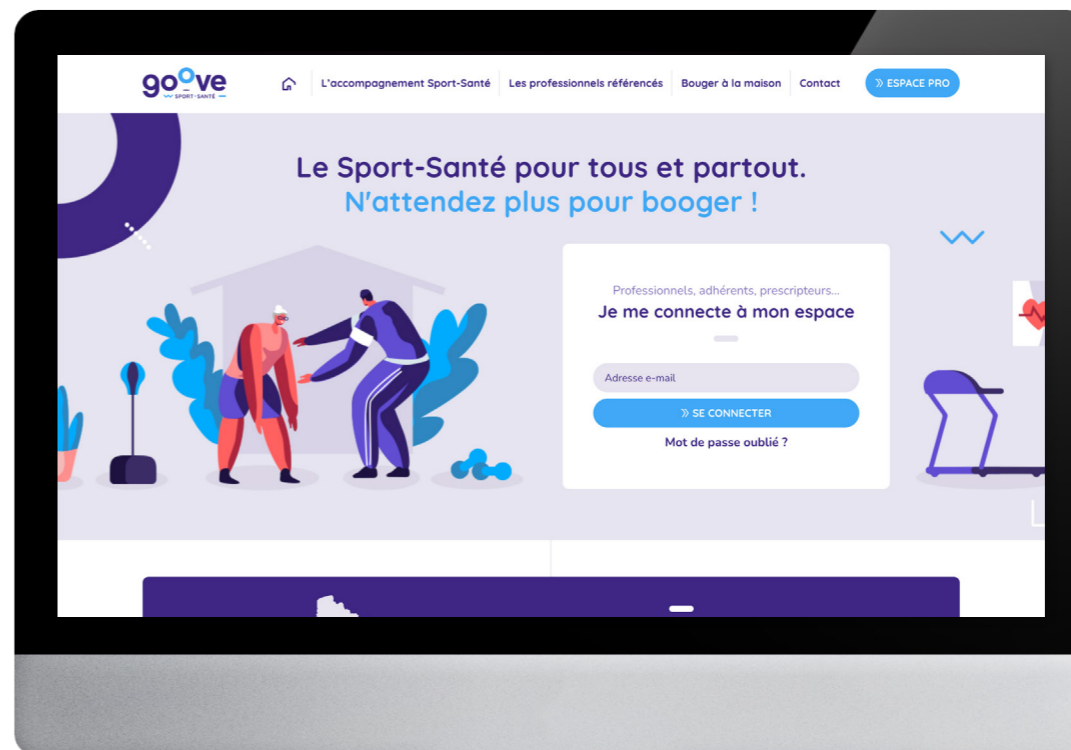 goove
SPORT-SANTÉ
L'accompagnement Sport-Santé
Les professionnels référencés
Bouger à la maison
Contact
ESPACE PRO
Le Sport-Santé pour tous et partout.
N'attendez plus pour booger !
Professionnels, adhérents, prescripteurs...
Je me connecte à mon espace
Adresse e-mail
SE CONNECTER
Mot de passe oublié ?